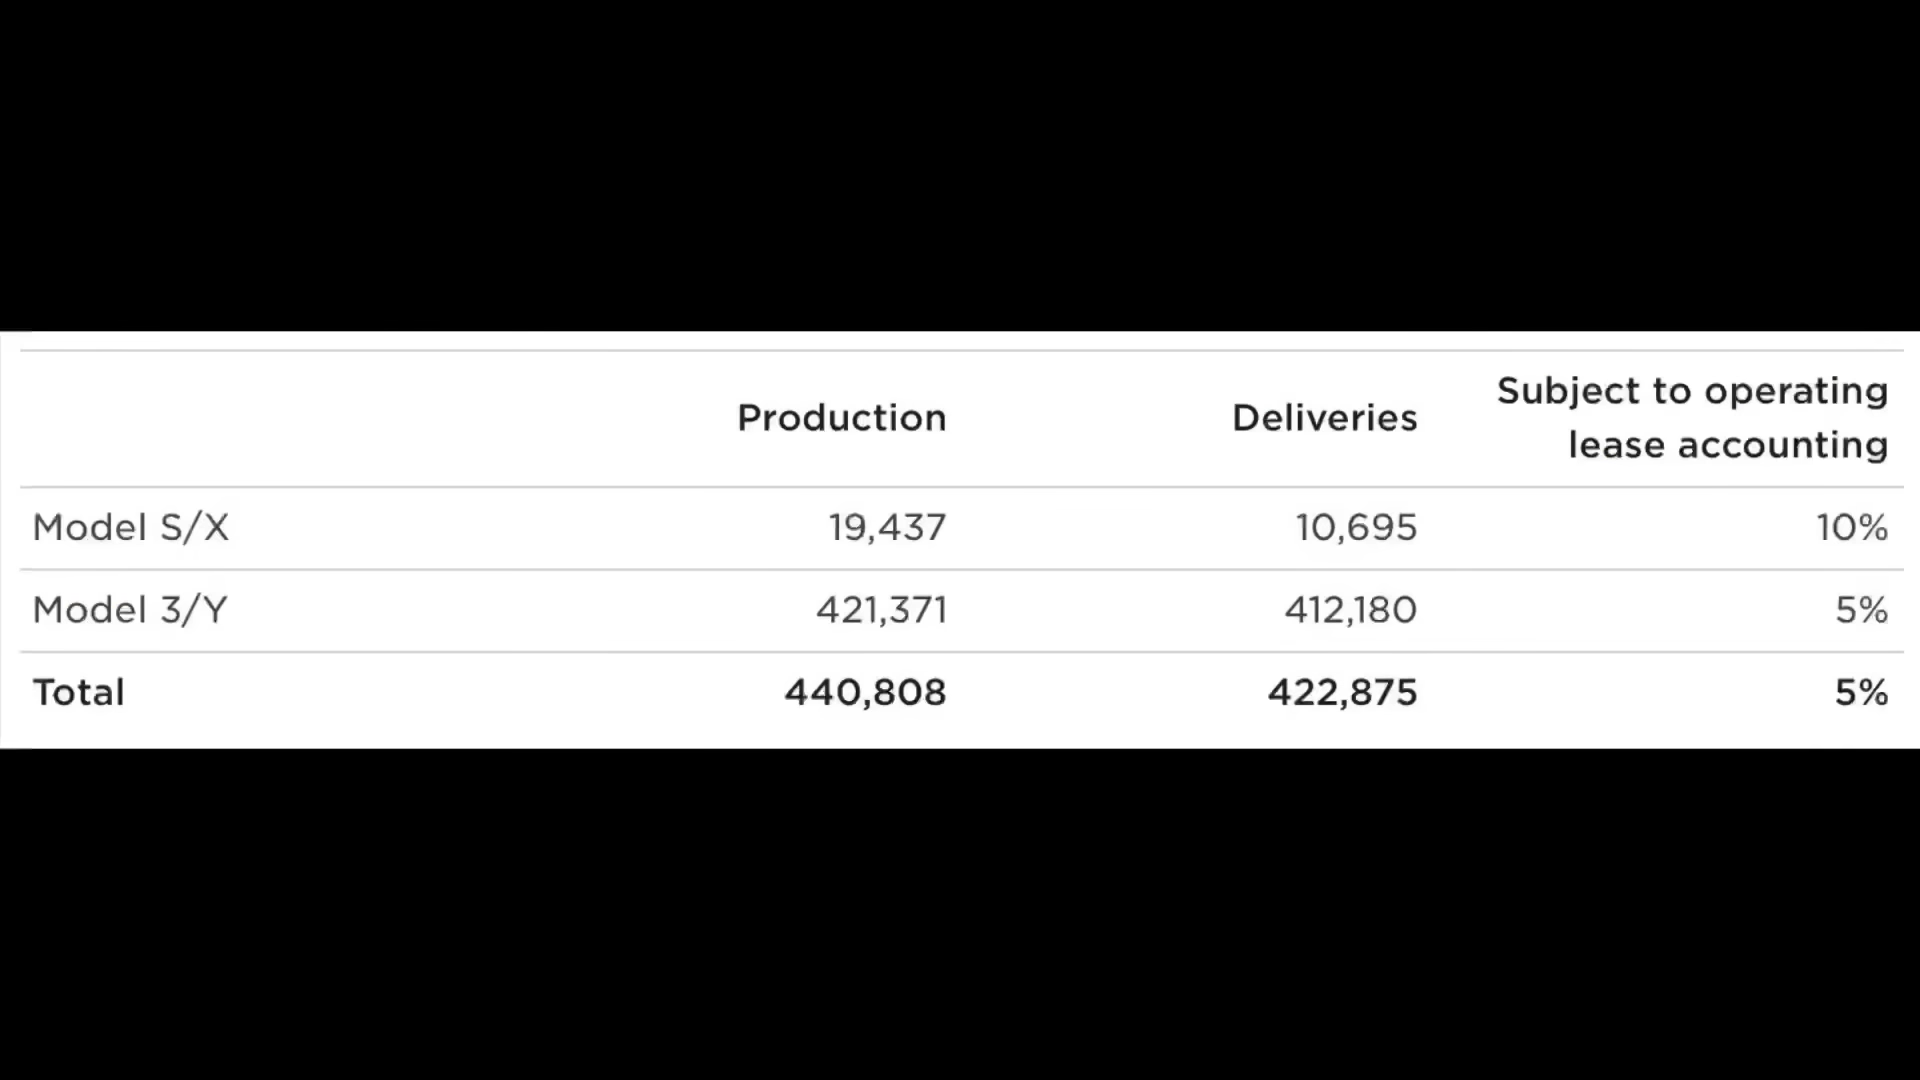 Production Deliveries Subject to operating
lease accounting
Model S/X 19,437 10,695 10%
Model 3/Y 421,371 412,180 5%
Total 440,808 422,875 5%